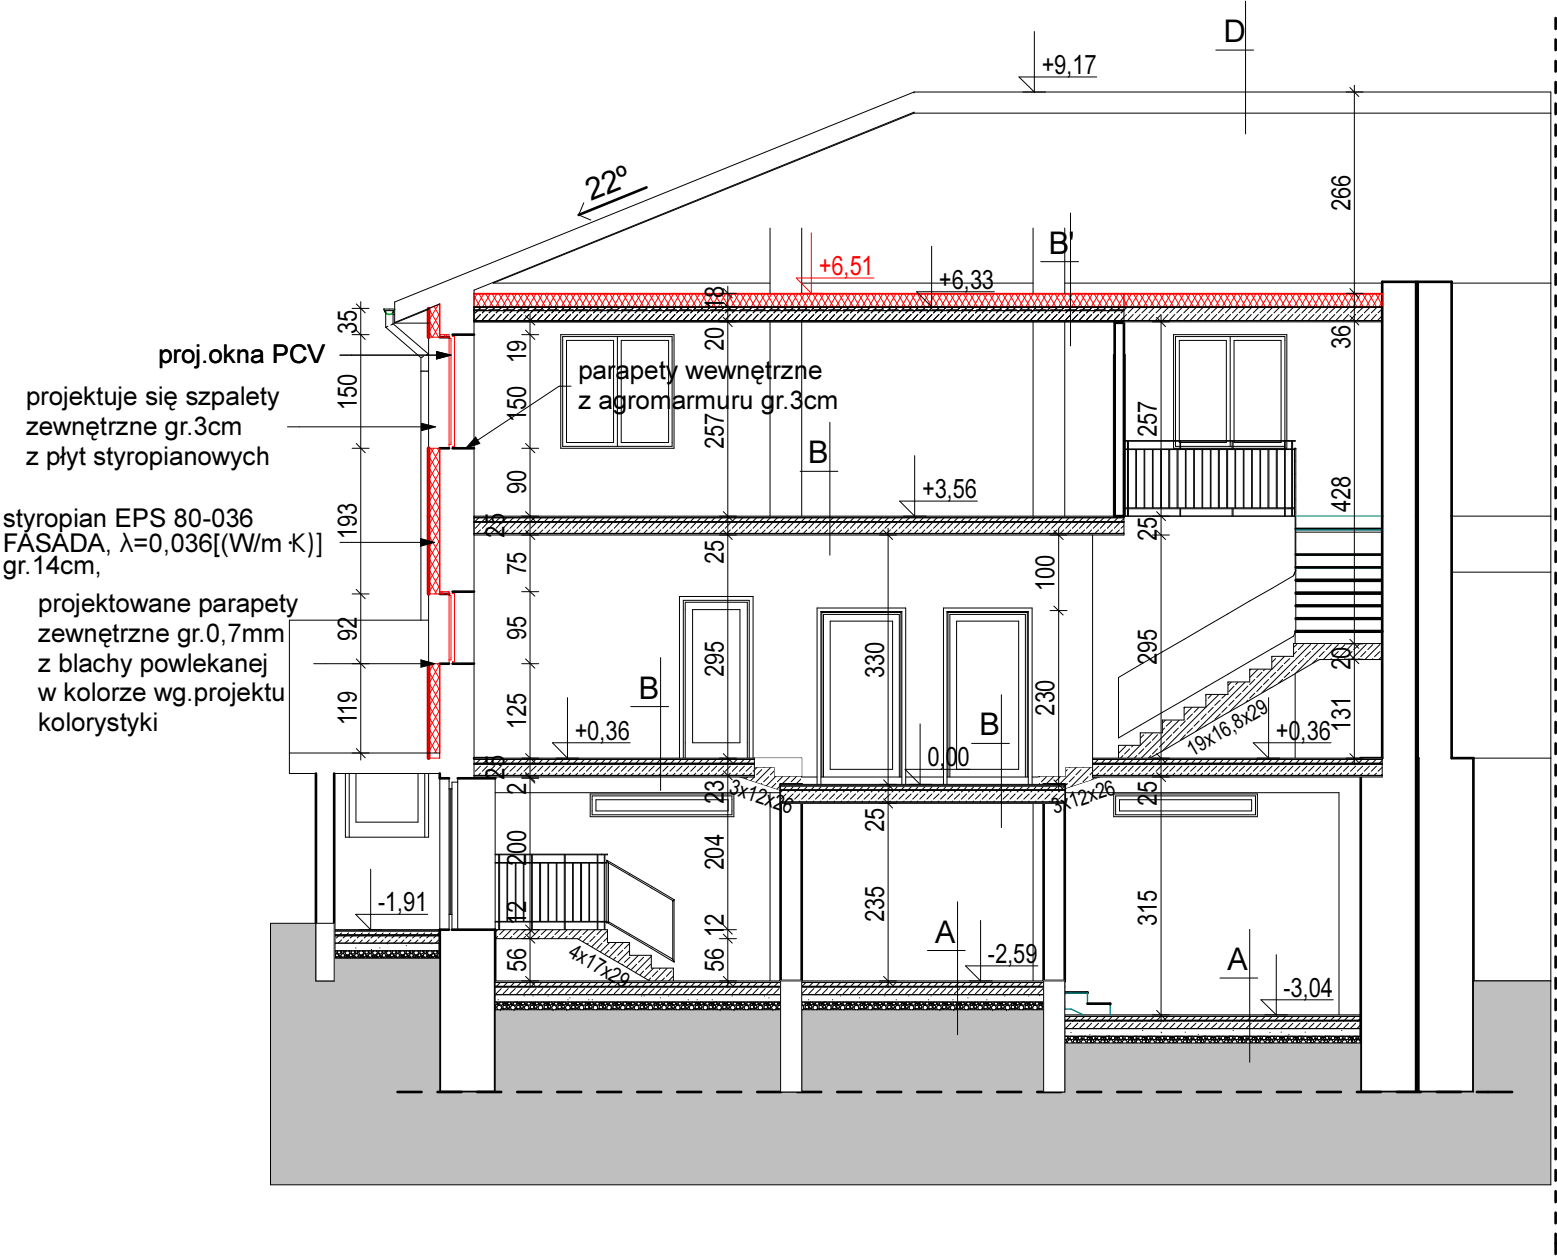 D
+9,17
22º
266
B'
+6,51
+6,33
18
35
19
20
36
proj.okna PCV
150
150
257
257
parapety wewnętrzne
z agromarmuru gr.3cm
projektuje się szpalety
zewnętrzne gr.3cm
z płyt styropianowych
B
90
+3,56
428
193
25
25
25
styropian EPS 80-036
FASADA, λ=0,036[(W/m·K)]
gr.14cm,
75
100
projektowane parapety
zewnętrzne gr.0,7mm
z blachy powlekanej
w kolorze wg.projektu
kolorystyki
92
95
295
330
295
20
119
125
B
230
B
131
19x16,8x29
+0,36
0,00
+0,36
25
2
23
3x12x26
3x12x26
25
25
200
204
235
315
-1,91
12
12
A
-2,59
A
56
4x17x29
56
-3,04